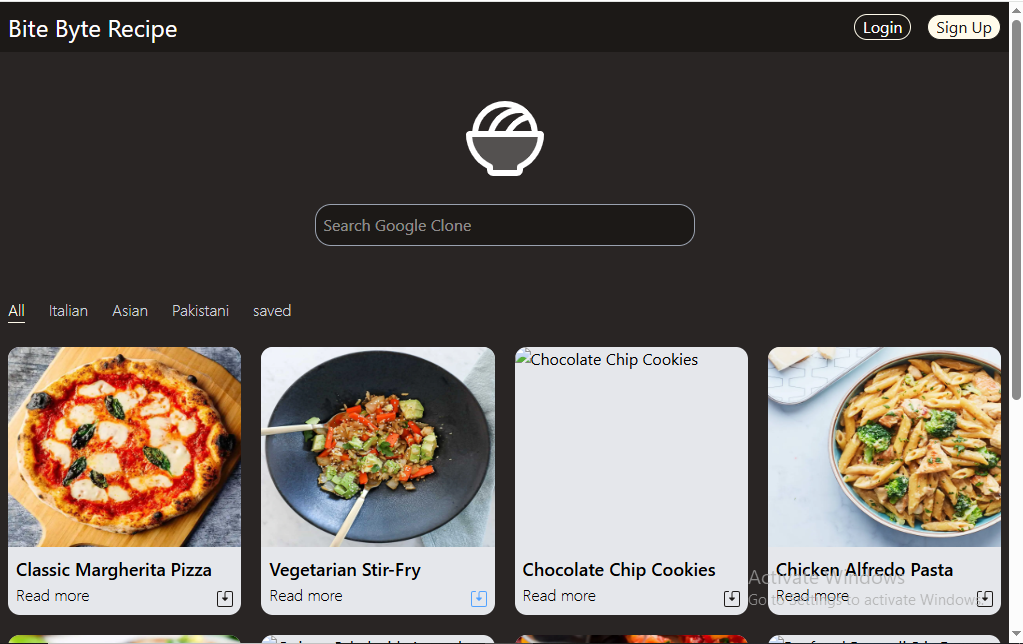 Bite Byte Recipe
Login
Sign Up
Search Google Clone
All Italian Asian Pakistani saved
Chocolate Chip Cookies
Classic Margherita Pizza
Read more
Vegetarian Stir-Fry
Read more
Chocolate Chip Cookies
Read more
Chicken Alfredo Pasta
Read more
Activate Windows
Go to Settings to activate Windows.